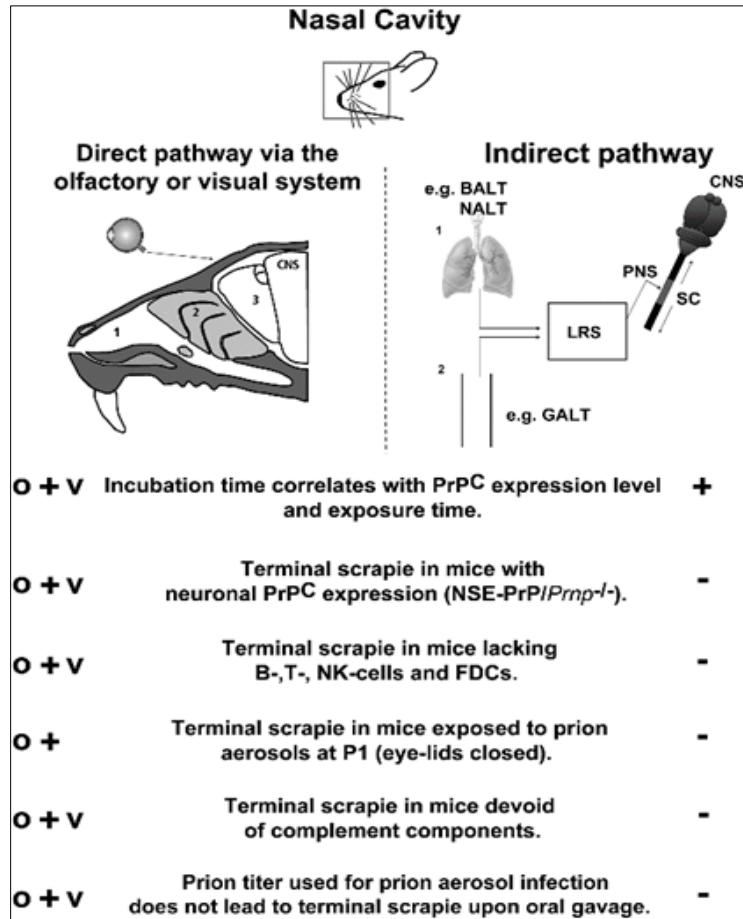 Nasal Cavity
Direct pathway via the
olfactory or visual system
CNS
1
2
3
Indirect pathway
e.g. BALT
NALT
1
CNS
PNS
SC
LRS
2
e.g. GALT
o + v Incubation time correlates with PrPC expression level +
and exposure time.
Terminal scrapie in mice with
o + v neuronal PrPC expression (NSE-PrP/Prnp-/-). -
o + v Terminal scrapie in mice lacking -
B-,T-, NK-cells and FDCs.
o + Terminal scrapie in mice exposed to prion -
aerosols at P1 (eye-lids closed).
o + v Terminal scrapie in mice devoid -
of complement components.
o + v Prion titer used for prion aerosol infection -
does not lead to terminal scrapie upon oral gavage.